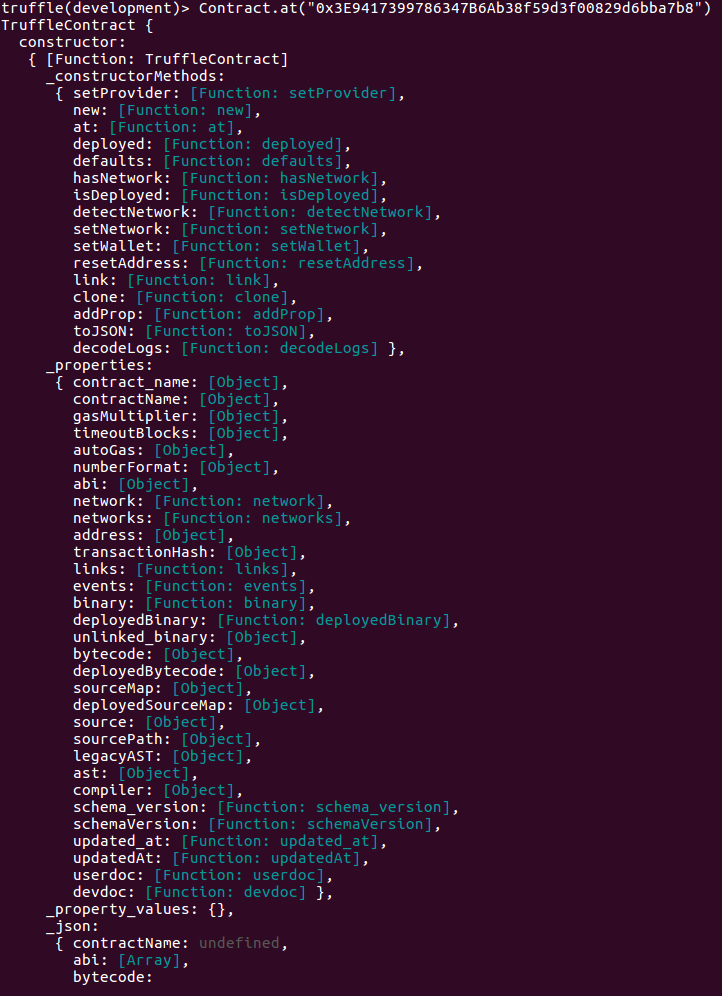 truffle(development)> Contract.at("0x3E9417399786347B6Ab38f59d3f00829d6bba7b8")
TruffleContract {
  constructor:
   { [Function: TruffleContract]
     _constructorMethods:
      { setProvider: [Function: setProvider],
        new: [Function: new],
        at: [Function: at],
        deployed: [Function: deployed],
        defaults: [Function: defaults],
        hasNetwork: [Function: hasNetwork],
        isDeployed: [Function: isDeployed],
        detectNetwork: [Function: detectNetwork],
        setNetwork: [Function: setNetwork],
        setWallet: [Function: setWallet],
        resetAddress: [Function: resetAddress],
        link: [Function: link],
        clone: [Function: clone],
        addProp: [Function: addProp],
        toJSON: [Function: toJSON],
        decodeLogs: [Function: decodeLogs] },
     _properties:
      { contract_name: [Object],
        contractName: [Object],
        gasMultiplier: [Object],
        timeoutBlocks: [Object],
        autoGas: [Object],
        numberFormat: [Object],
        abi: [Object],
        network: [Function: network],
        networks: [Function: networks],
        address: [Object],
        transactionHash: [Object],
        links: [Function: links],
        events: [Function: events],
        binary: [Function: binary],
        deployedBinary: [Function: deployedBinary],
        unlinked_binary: [Object],
        bytecode: [Object],
        deployedBytecode: [Object],
        sourceMap: [Object],
        deployedSourceMap: [Object],
        source: [Object],
        sourcePath: [Object],
        legacyAST: [Object],
        ast: [Object],
        compiler: [Object],
        schema_version: [Function: schema_version],
        schemaVersion: [Function: schemaVersion],
        updated_at: [Function: updated_at],
        updatedAt: [Function: updatedAt],
        userdoc: [Function: userdoc],
        devdoc: [Function: devdoc] },
     _property_values: {},
     _json:
      { contractName: undefined,
        abi: [Array],
        bytecode: